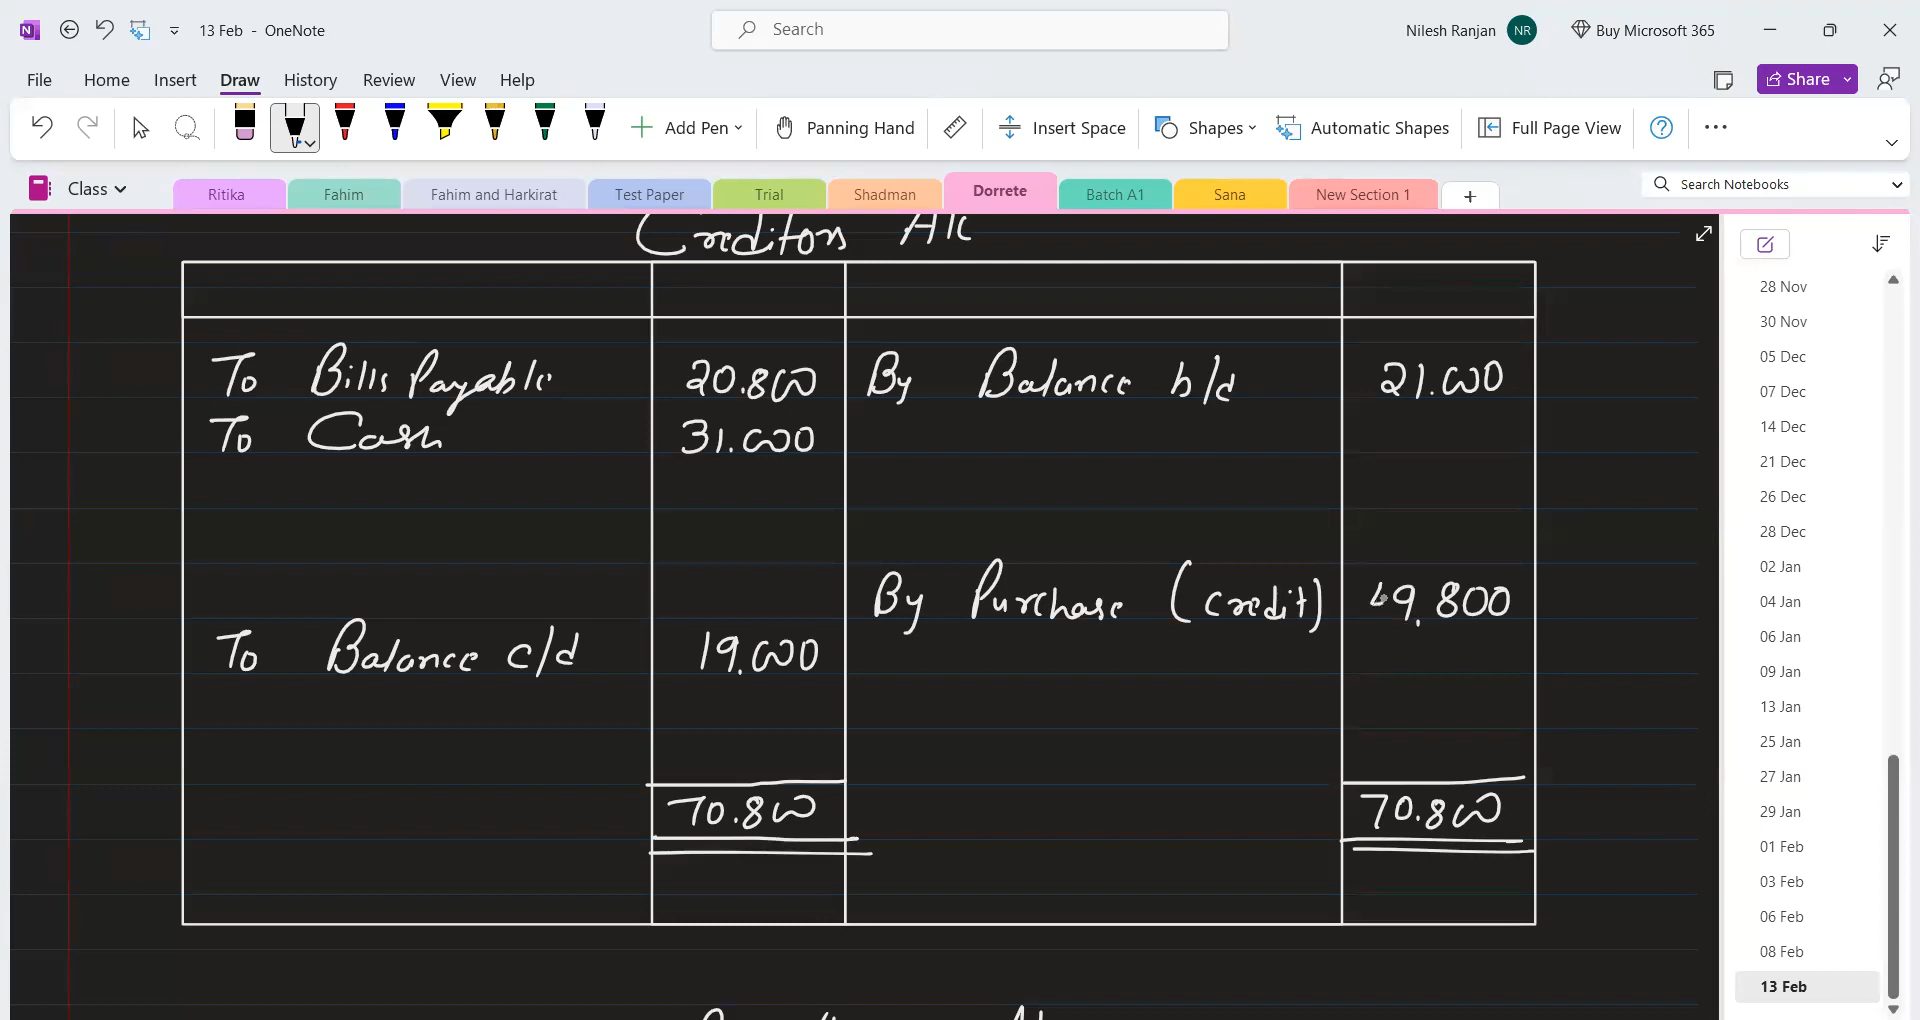 13 Feb - OneNote
Search
Nilesh Ranjan NR
Buy Microsoft 365
File Home Insert Draw History Review View Help
Share
Add Pen
Panning Hand
Insert Space
Shapes
Automatic Shapes
Full Page View
Class
Ritika
Fahim
Fahim and Harkirat
Test Paper
Trial
Shadman
Dorrete
Batch A1
Sana
New Section 1
Search Notebooks
Creditors A/c
To Bills Payable 20.800 By Balance b/d 21.000
To Cash 31.000
By Purchase (credit) 49,800
To Balance c/d 19.000
70.800 70.800
28 Nov
30 Nov
05 Dec
07 Dec
14 Dec
21 Dec
26 Dec
28 Dec
02 Jan
04 Jan
06 Jan
09 Jan
13 Jan
25 Jan
27 Jan
29 Jan
01 Feb
03 Feb
06 Feb
08 Feb
13 Feb